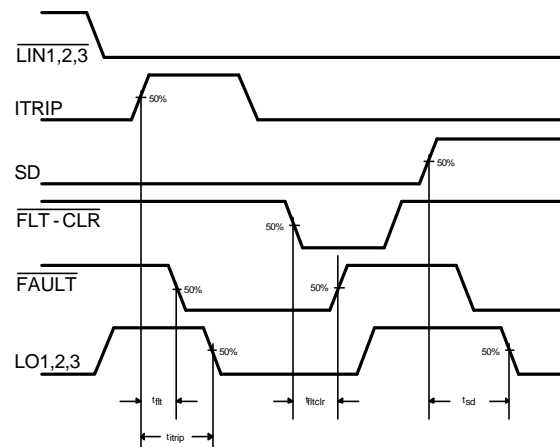 LIN1,2,3
ITRIP
50%
SD
50%
FLT-CLR
50%
FAULT
50%
50%
LO1,2,3
50%
50%
tflt
tfltclr
tsd
titrip